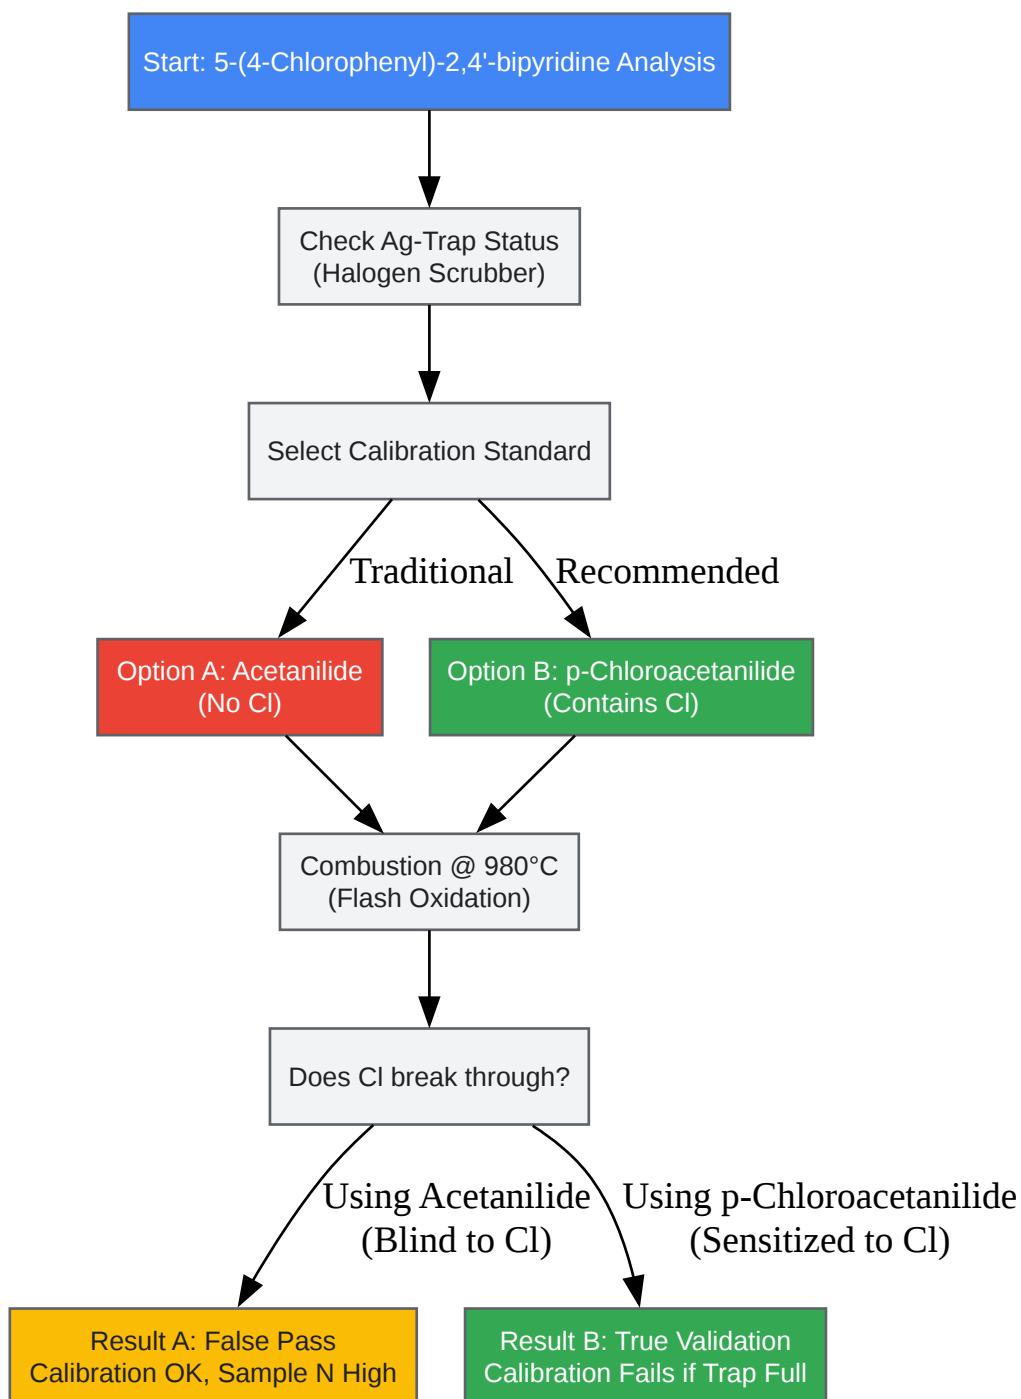 Start: 5-(4-Chlorophenyl)-2,4'-bipyridine Analysis
Check Ag-Trap Status
(Halogen Scrubber)
Select Calibration Standard
Traditional
Recommended
Option A: Acetanilide
(No Cl)
Option B: p-Chloroacetanilide
(Contains Cl)
Combustion @ 980°C
(Flash Oxidation)
Does Cl break through?
Using Acetanilide
(Blind to Cl)
Using p-Chloroacetanilide
(Sensitized to Cl)
Result A: False Pass
Calibration OK, Sample N High
Result B: True Validation
Calibration Fails if Trap Full